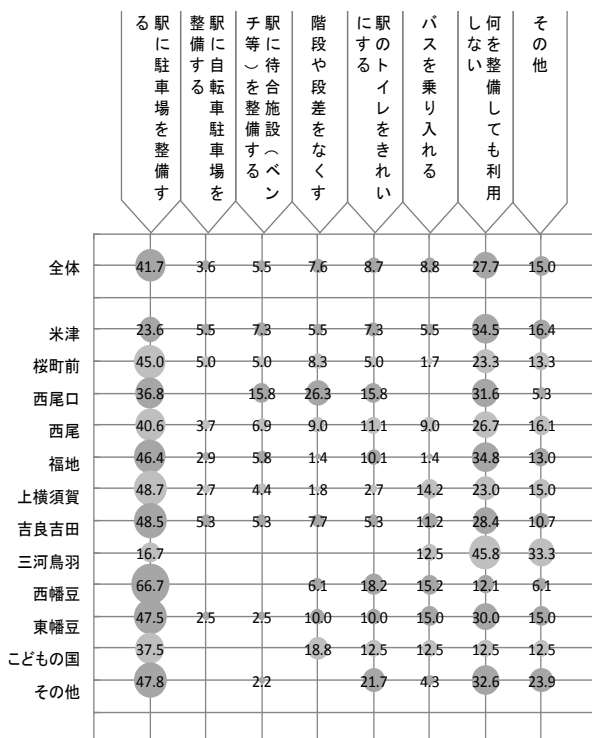 駅に駐車場を整備す
る
駅に自転車駐車場を
整備する
駅に待合施設（ベン
チ等）を整備する
階段や段差をなくす
駅のトイレをきれい
にする
バスを乗り入れる
何を整備しても利用
しない
その他
全体 41.7 3.6 5.5 7.6 8.7 8.8 27.7 15.0
米津 23.6 5.5 7.3 5.5 7.3 5.5 34.5 16.4
桜町前 45.0 5.0 5.0 8.3 5.0 1.7 23.3 13.3
西尾口 36.8 15.8 26.3 15.8 31.6 5.3
西尾 40.6 3.7 6.9 9.0 11.1 9.0 26.7 16.1
福地 46.4 2.9 5.8 1.4 10.1 1.4 34.8 13.0
上横須賀 48.7 2.7 4.4 1.8 2.7 14.2 23.0 15.0
吉良吉田 48.5 5.3 5.3 7.7 5.3 11.2 28.4 10.7
三河鳥羽 16.7 12.5 45.8 33.3
西幡豆 66.7 6.1 18.2 15.2 12.1 6.1
東幡豆 47.5 2.5 2.5 10.0 10.0 15.0 30.0 15.0
こどもの国 37.5 18.8 12.5 12.5 12.5 12.5
その他 47.8 2.2 21.7 4.3 32.6 23.9